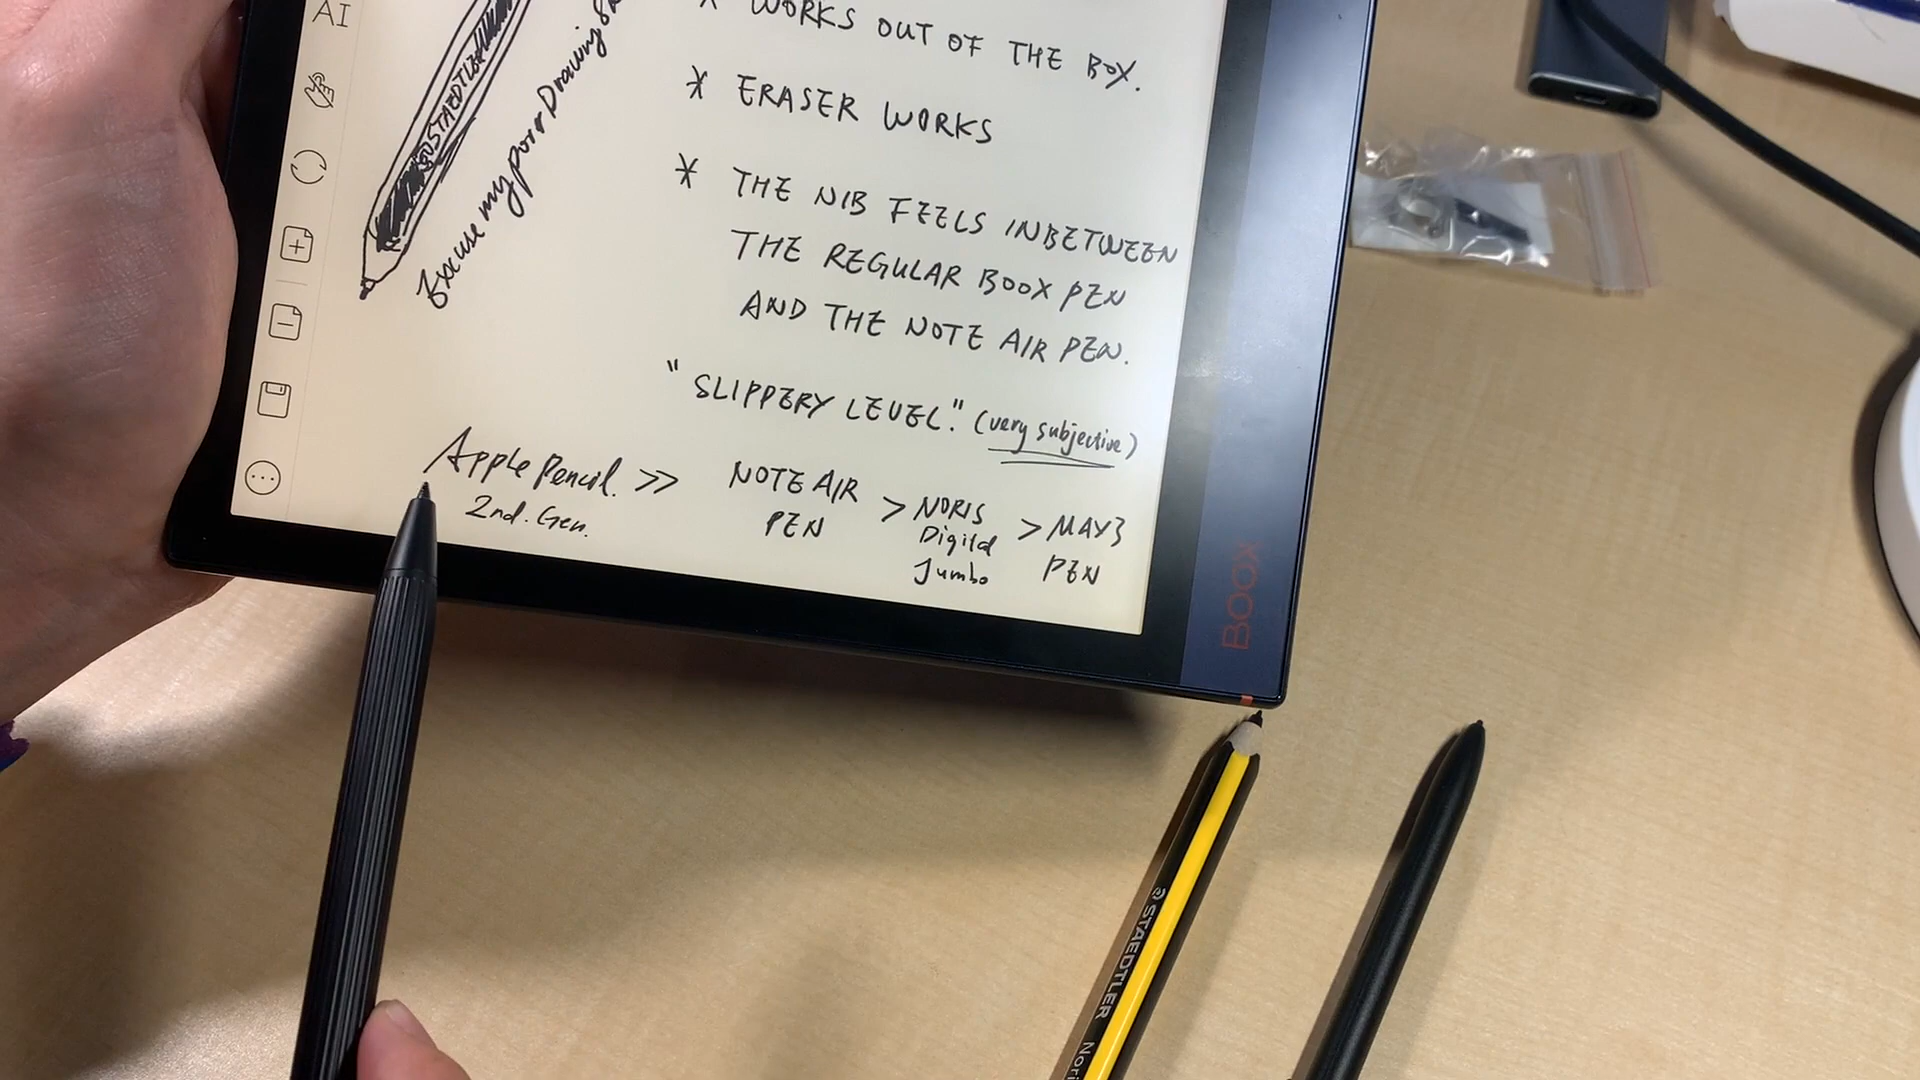 AI
WORKS OUT OF THE BOX.
* ERASER WORKS
* THE NIB FEELS INBETWEEN
THE REGULAR BOOX PEN
AND THE NOTE AIR PEN.
"SLIPPERY LEVEL." (very subjective)
Apple Pencil. >> NOTE AIR PEN > NORIS Digital Jumbo > MAX3 PEN
2nd. Gen.
STAEDTLER
Excuse my poor Drawing
BOOX
STAEDTLER Nori